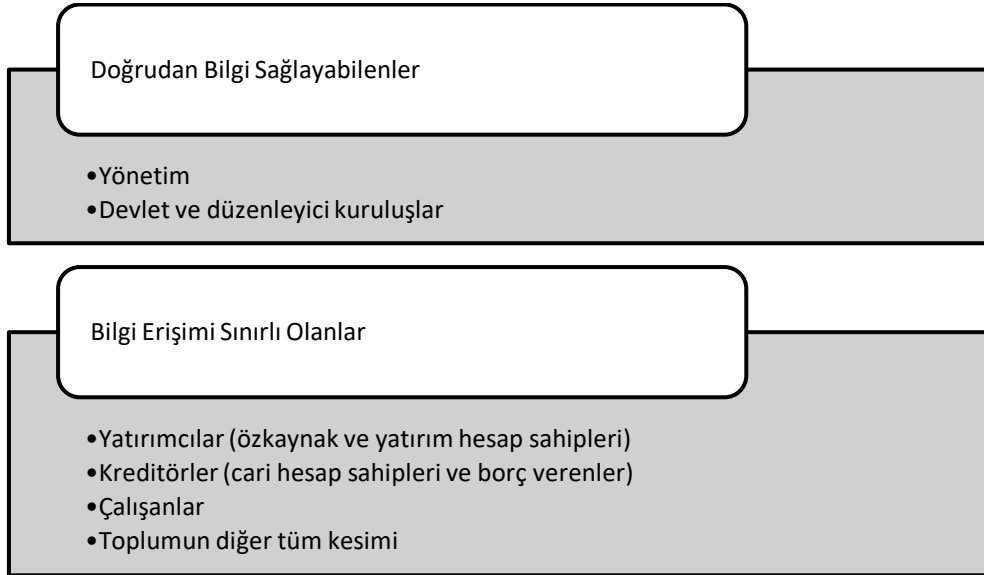 Doğrudan Bilgi Sağlayabilenler
•Yönetim
•Devlet ve düzenleyici kuruluşlar
Bilgi Erişimi Sınırlı Olanlar
•Yatırımcılar (özkaynak ve yatırım hesap sahipleri)
•Kreditörler (cari hesap sahipleri ve borç verenler)
•Çalışanlar
•Toplumun diğer tüm kesimi